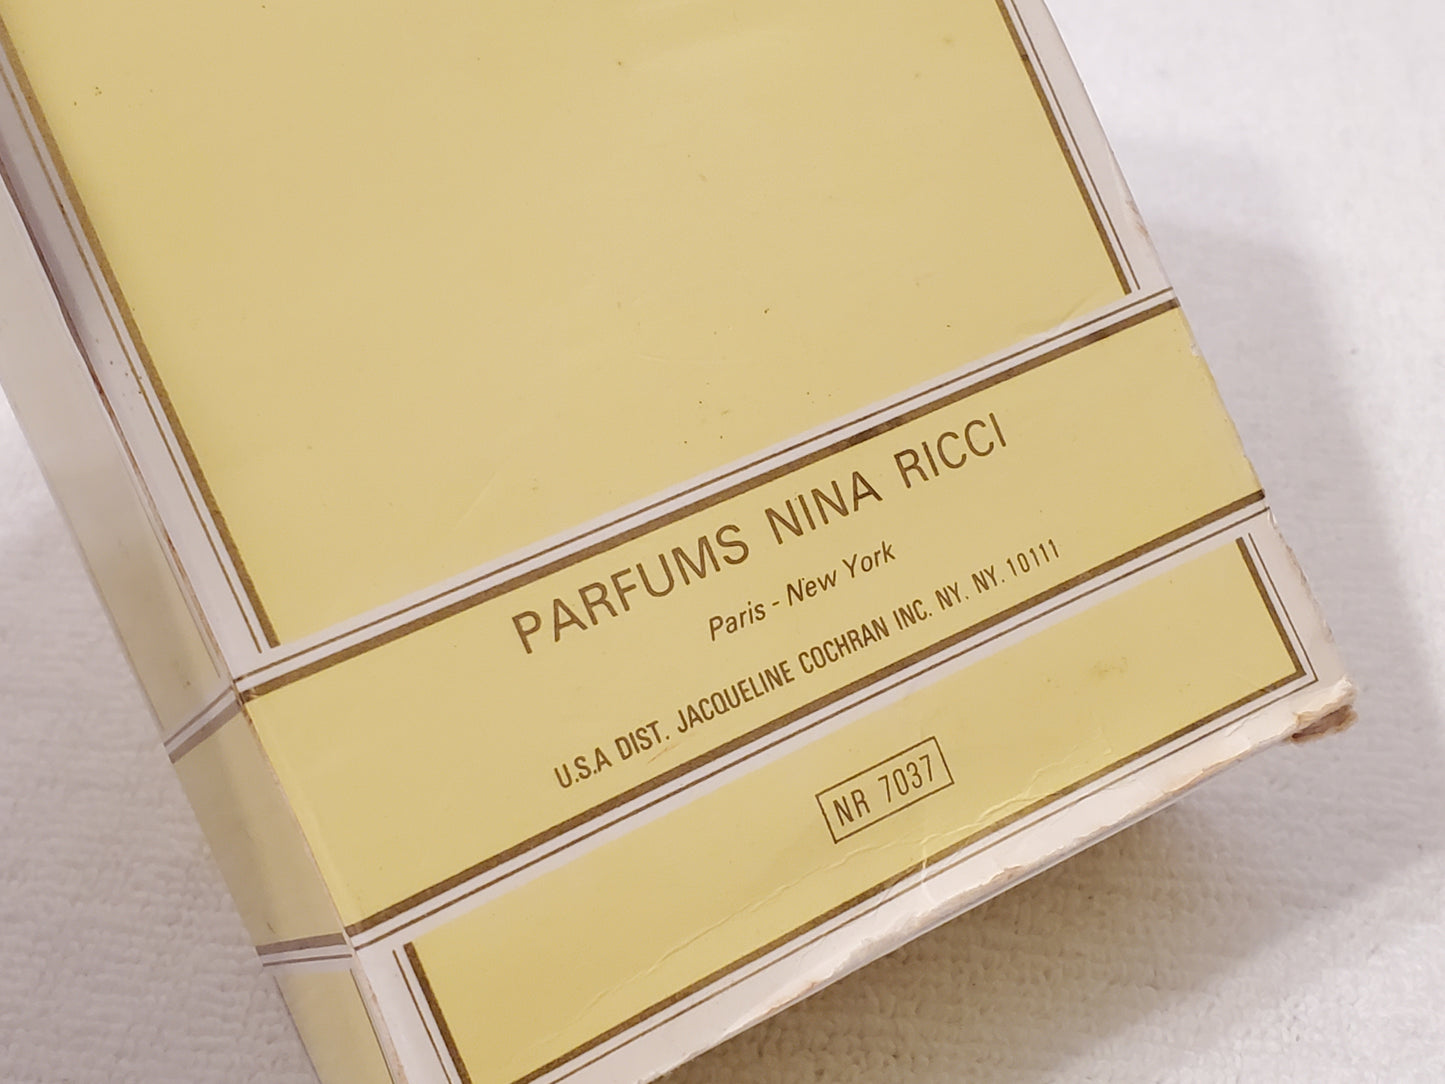 PARFUMS NINA RICCI
Paris - New York
U.S.A DIST. JACQUELINE COCHRAN INC. NY. NY. 10111
NR 7037